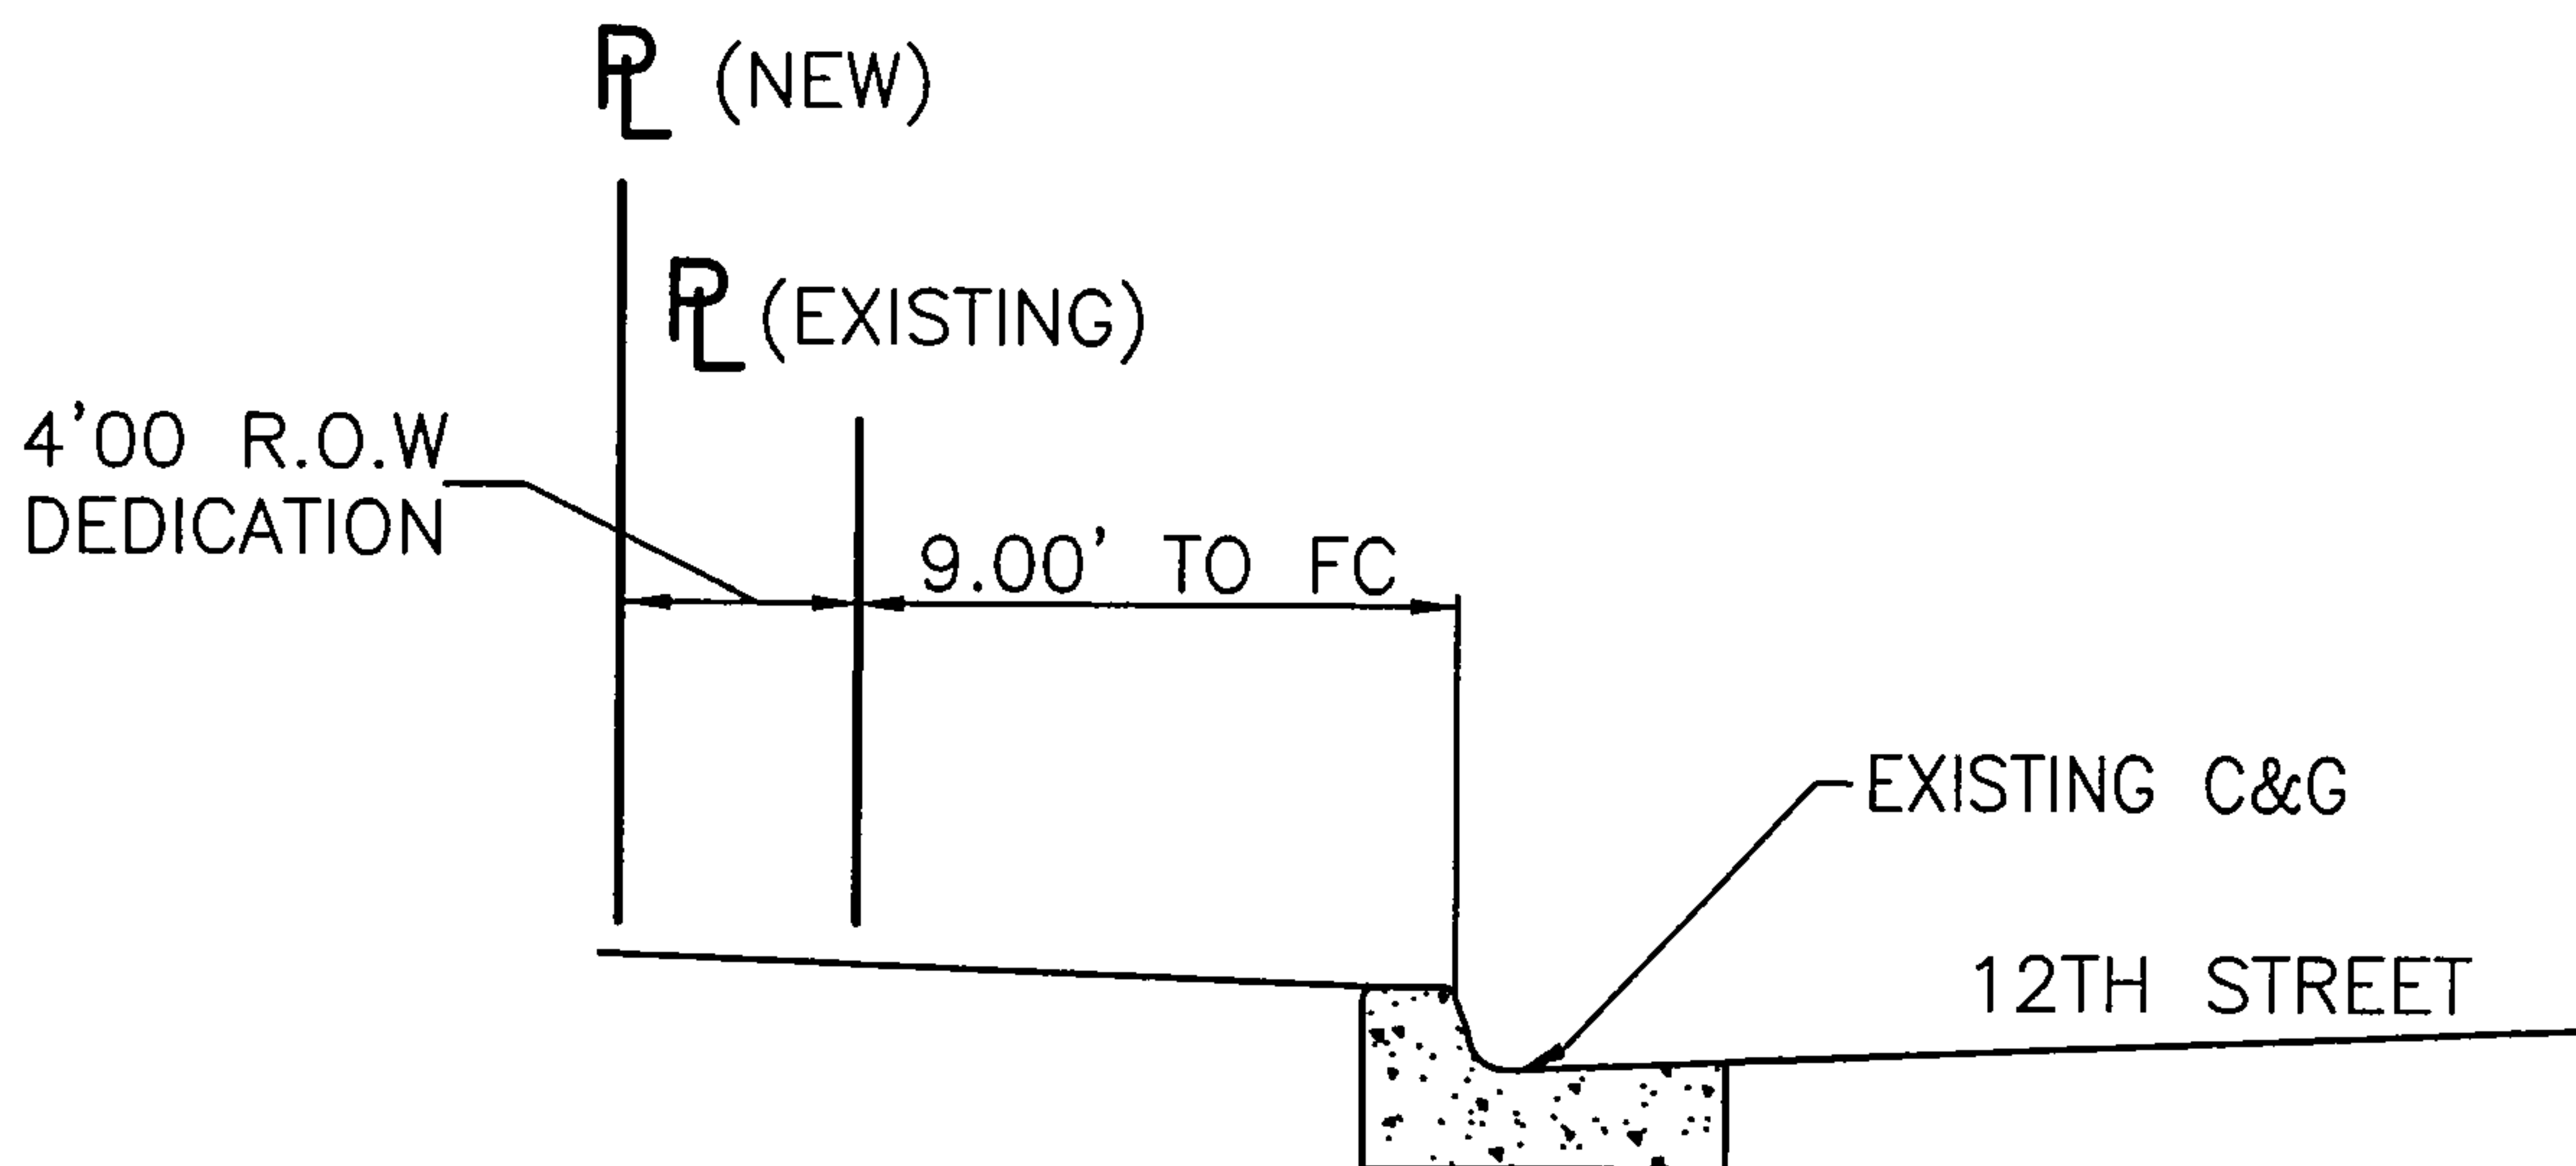 PL (NEW)
PL (EXISTING)
4'00 R.O.W
DEDICATION
9.00' TO FC
EXISTING C&G
12TH STREET